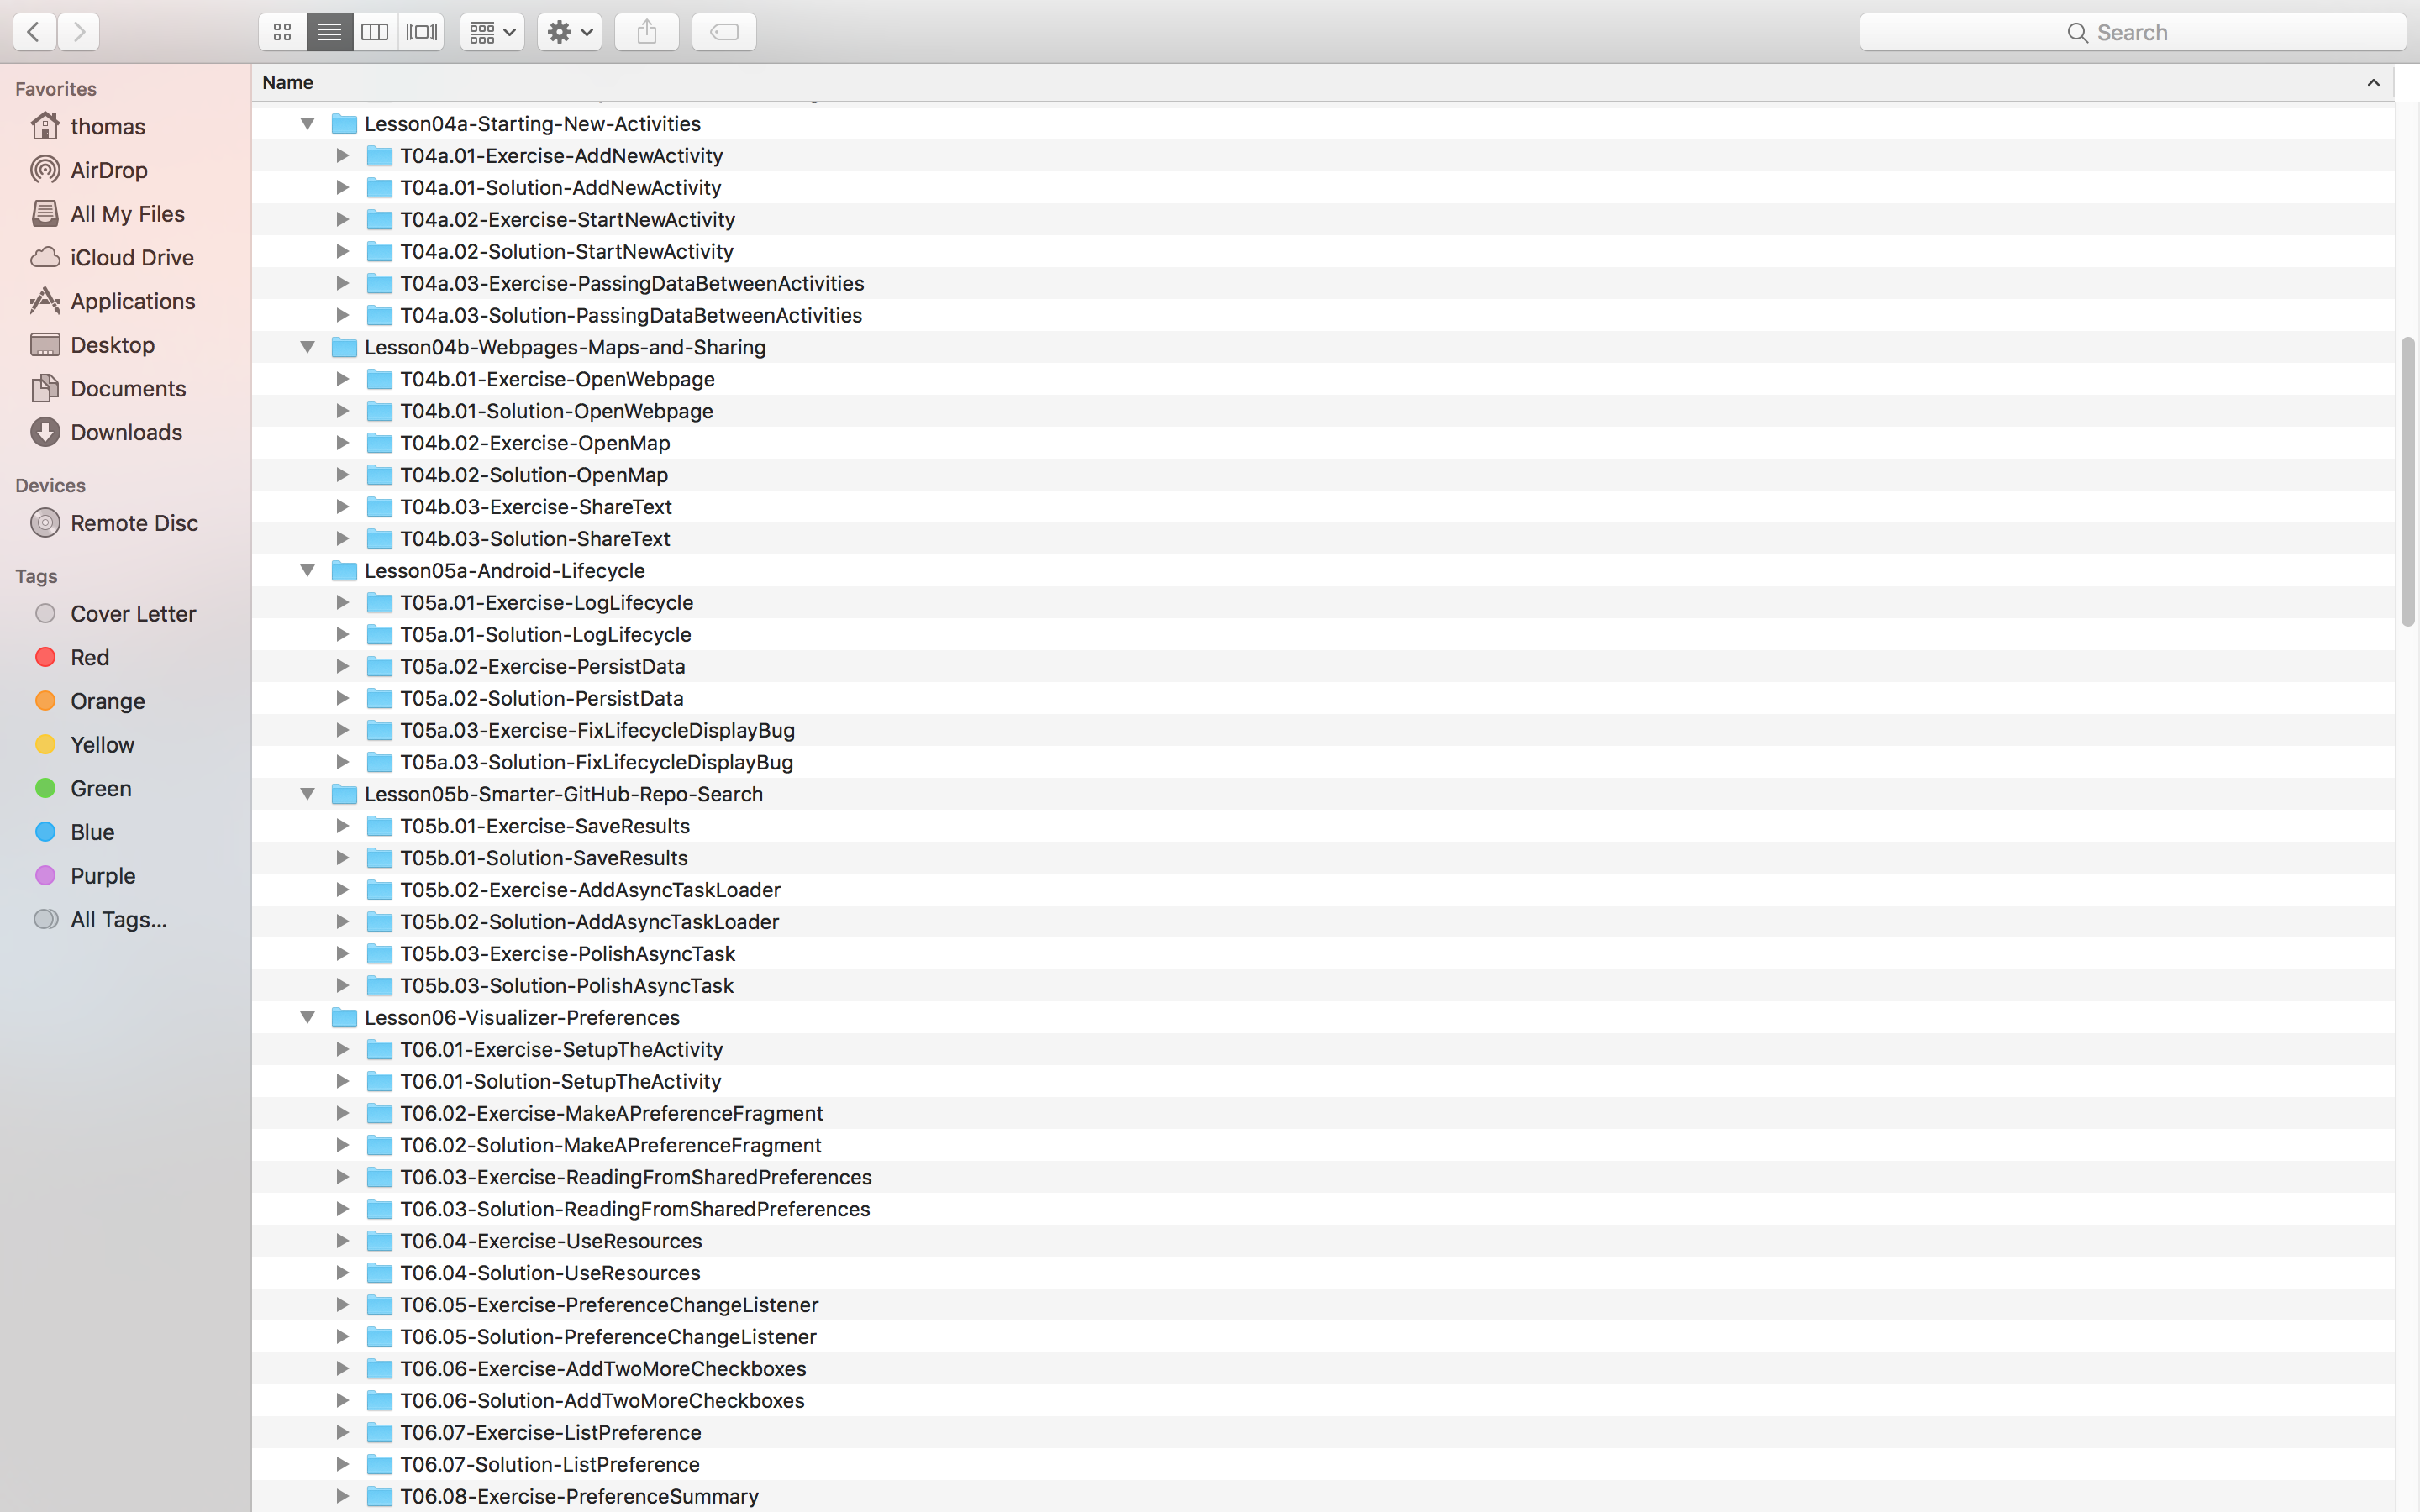 Search
Favorites
thomas
AirDrop
All My Files
iCloud Drive
Applications
Desktop
Documents
Downloads
Devices
Remote Disc
Tags
Cover Letter
Red
Orange
Yellow
Green
Blue
Purple
All Tags...
Name
Lesson04a-Starting-New-Activities
T04a.01-Exercise-AddNewActivity
T04a.01-Solution-AddNewActivity
T04a.02-Exercise-StartNewActivity
T04a.02-Solution-StartNewActivity
T04a.03-Exercise-PassingDataBetweenActivities
T04a.03-Solution-PassingDataBetweenActivities
Lesson04b-Webpages-Maps-and-Sharing
T04b.01-Exercise-OpenWebpage
T04b.01-Solution-OpenWebpage
T04b.02-Exercise-OpenMap
T04b.02-Solution-OpenMap
T04b.03-Exercise-ShareText
T04b.03-Solution-ShareText
Lesson05a-Android-Lifecycle
T05a.01-Exercise-LogLifecycle
T05a.01-Solution-LogLifecycle
T05a.02-Exercise-PersistData
T05a.02-Solution-PersistData
T05a.03-Exercise-FixLifecycleDisplayBug
T05a.03-Solution-FixLifecycleDisplayBug
Lesson05b-Smarter-GitHub-Repo-Search
T05b.01-Exercise-SaveResults
T05b.01-Solution-SaveResults
T05b.02-Exercise-AddAsyncTaskLoader
T05b.02-Solution-AddAsyncTaskLoader
T05b.03-Exercise-PolishAsyncTask
T05b.03-Solution-PolishAsyncTask
Lesson06-Visualizer-Preferences
T06.01-Exercise-SetupTheActivity
T06.01-Solution-SetupTheActivity
T06.02-Exercise-MakeAPreferenceFragment
T06.02-Solution-MakeAPreferenceFragment
T06.03-Exercise-ReadingFromSharedPreferences
T06.03-Solution-ReadingFromSharedPreferences
T06.04-Exercise-UseResources
T06.04-Solution-UseResources
T06.05-Exercise-PreferenceChangeListener
T06.05-Solution-PreferenceChangeListener
T06.06-Exercise-AddTwoMoreCheckboxes
T06.06-Solution-AddTwoMoreCheckboxes
T06.07-Exercise-ListPreference
T06.07-Solution-ListPreference
T06.08-Exercise-PreferenceSummary